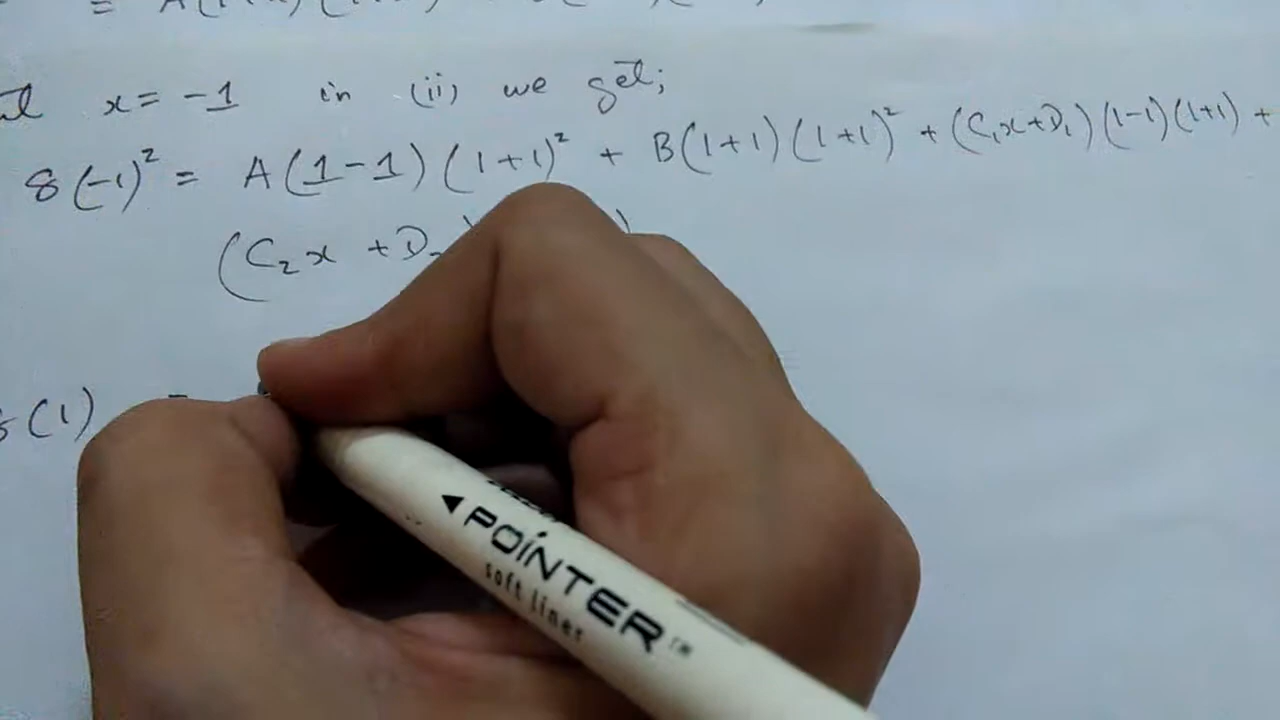 x = -1 in (ii) we get;
8(-1)² = A(1-1)(1+1)² + B(1+1)(1+1)² + (C₁x+D₁)(1-1)(1+1) +
(C₂x + D
(1) =
POINTER™
soft liner